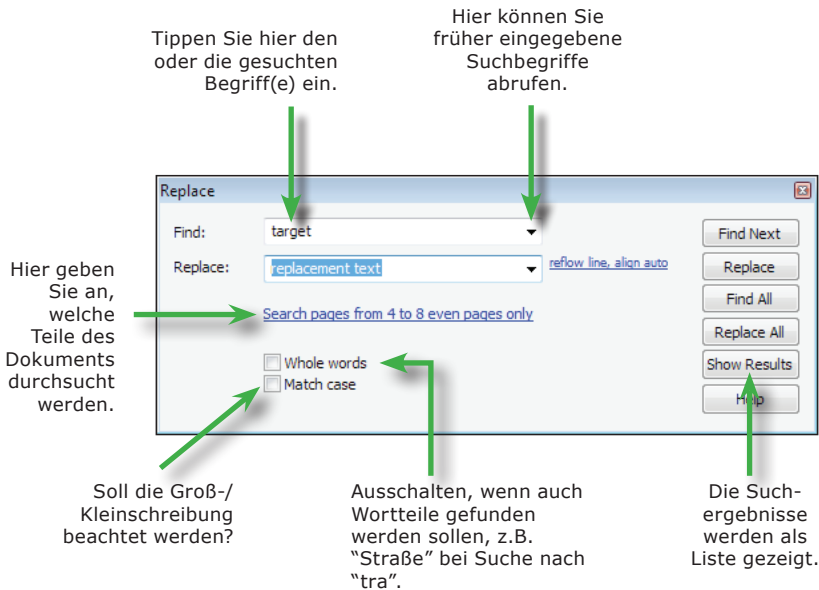 Hier können Sie
früher eingegebene
Suchbegriffe
abrufen.
Tippen Sie hier den
oder die gesuchten
Begriff(e) ein.
Replace
Find:
target
Find Next
Replace:
replacement text
reflow line, align auto
Replace
Find All
Search pages from 4 to 8 even pages only
Replace All
Whole words
Show Results
Match case
Help
Hier geben
Sie an,
welche
Teile des
Dokuments
durchsucht
werden.
Soll die Groß-/
Kleinschreibung
beachtet werden?
Ausschalten, wenn auch
Wortteile gefunden
werden sollen, z.B.
“Straße” bei Suche nach
“tra”.
Die Such-
ergebnisse
werden als
Liste gezeigt.